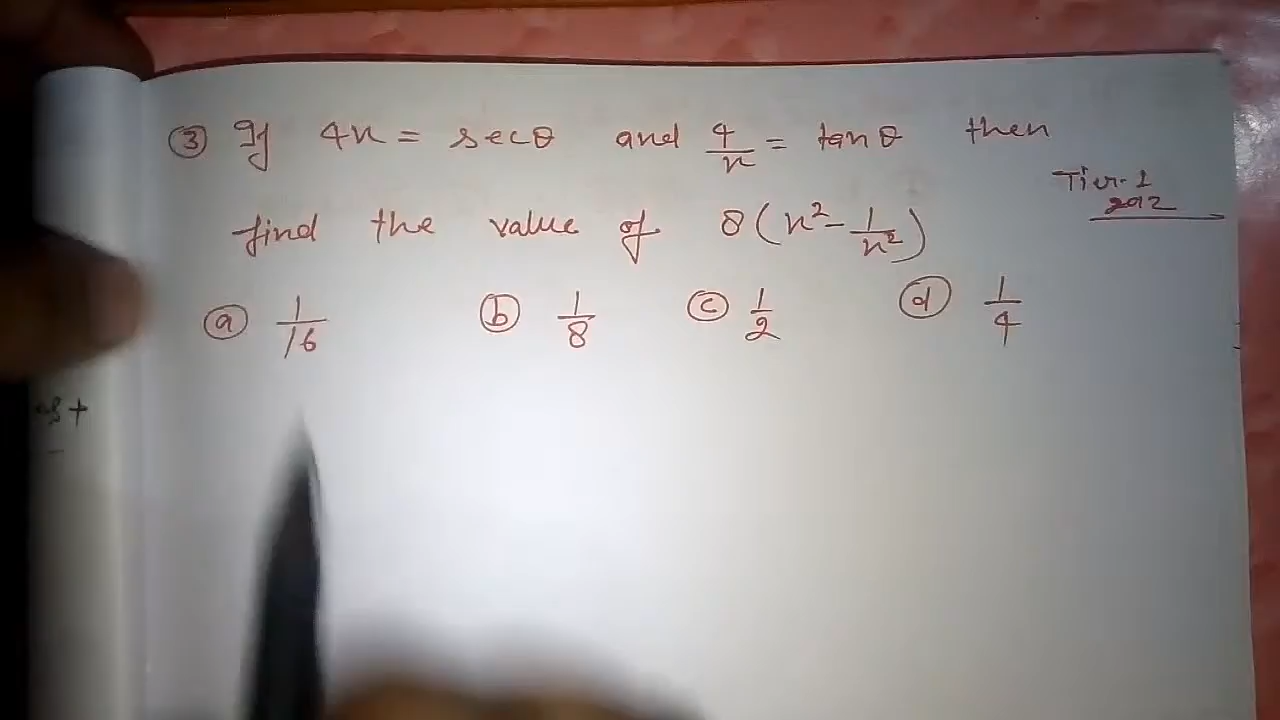 ③ If 4x = secθ and 4/x = tanθ then
Tier-1
2012
find the value of 8(x² - 1/x²)
ⓐ 1/16 ⓑ 1/8 ⓒ 1/2 ⓓ 1/4